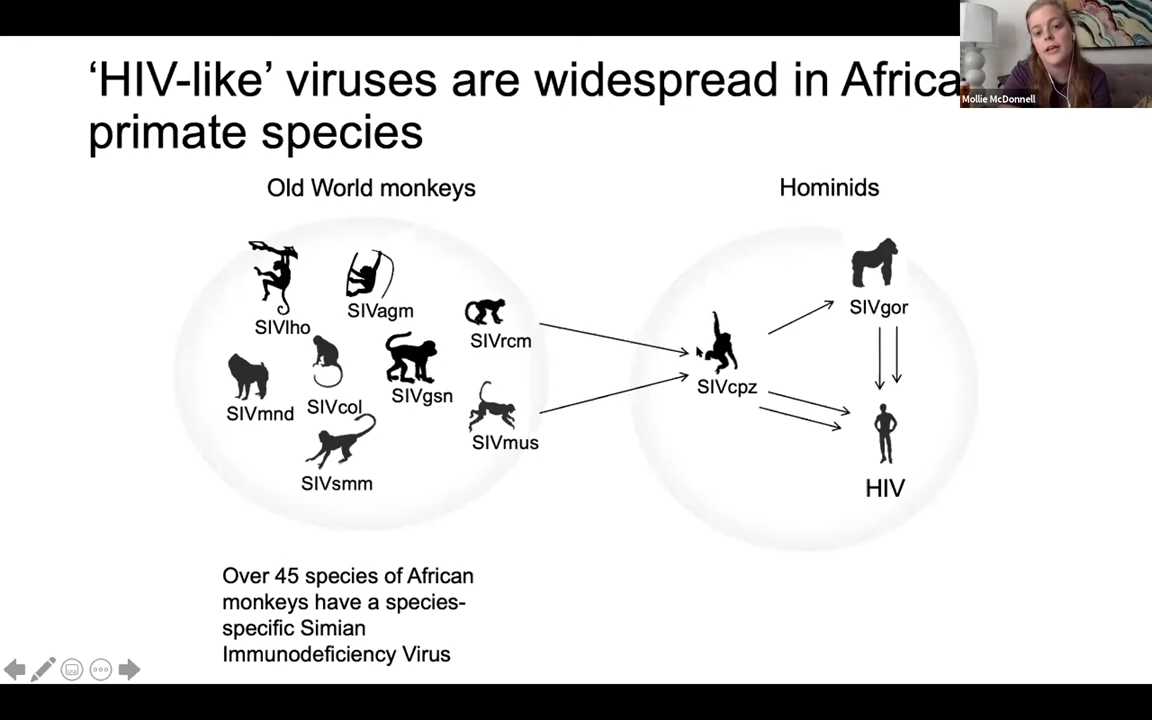 ‘HIV-like’ viruses are widespread in Africa
primate species
Mollie McDonnell
Old World monkeys
Hominids
SIVlho
SIVagm
SIVrcm
SIVmnd
SIVcol
SIVgsn
SIVmus
SIVsmm
SIVcpz
SIVgor
HIV
Over 45 species of African
monkeys have a species-
specific Simian
Immunodeficiency Virus